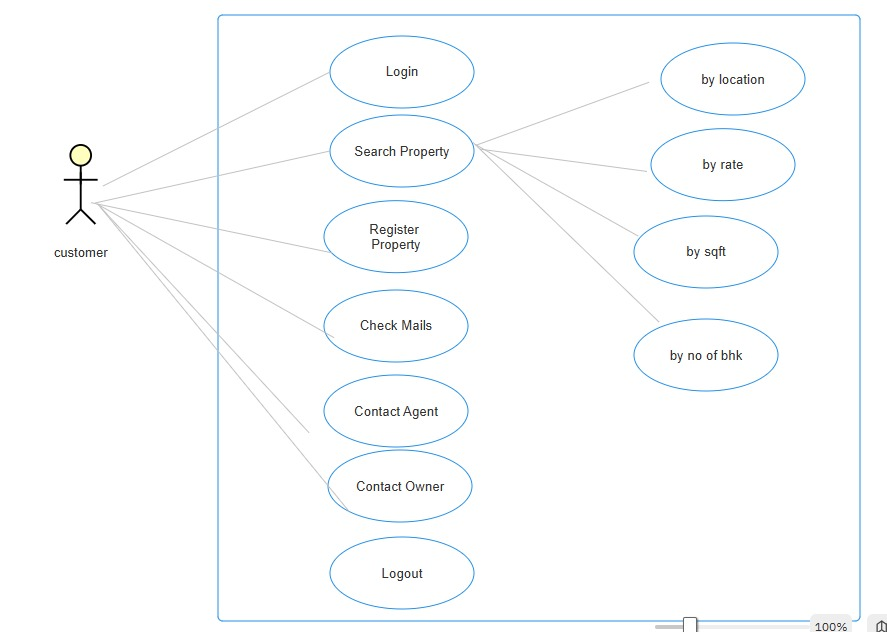 Login
Search Property
Register
Property
Check Mails
Contact Agent
Contact Owner
Logout
by location
by rate
by sqft
by no of bhk
customer
100%